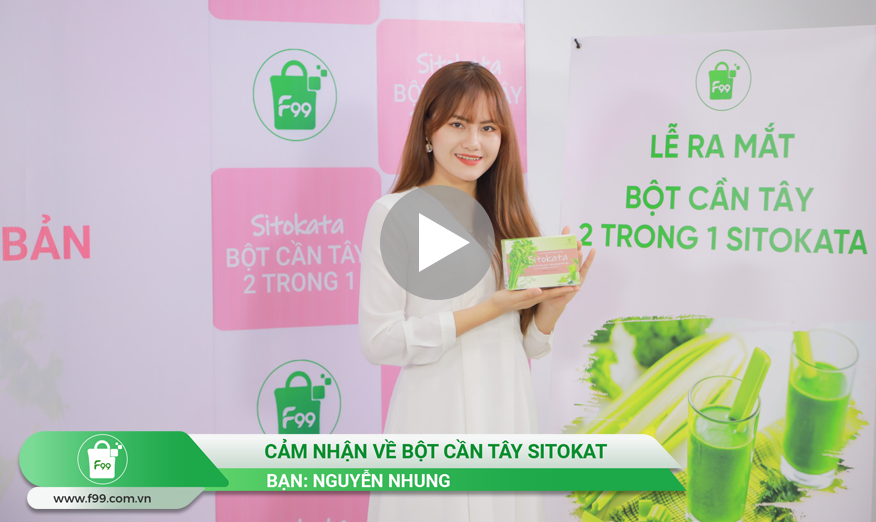 F99
Sitokata
BỘT CẦN TÂY
F99
LỄ RA MẮT
BỘT CẦN TÂY
2 TRONG 1 SITOKATA
BẢN
Sitokata
BỘT CẦN TÂY
2 TRONG 1
Sitokata
F99
F99
www.f99.com.vn
CẢM NHẬN VỀ BỘT CẦN TÂY SITOKAT
BẠN: NGUYỄN NHUNG